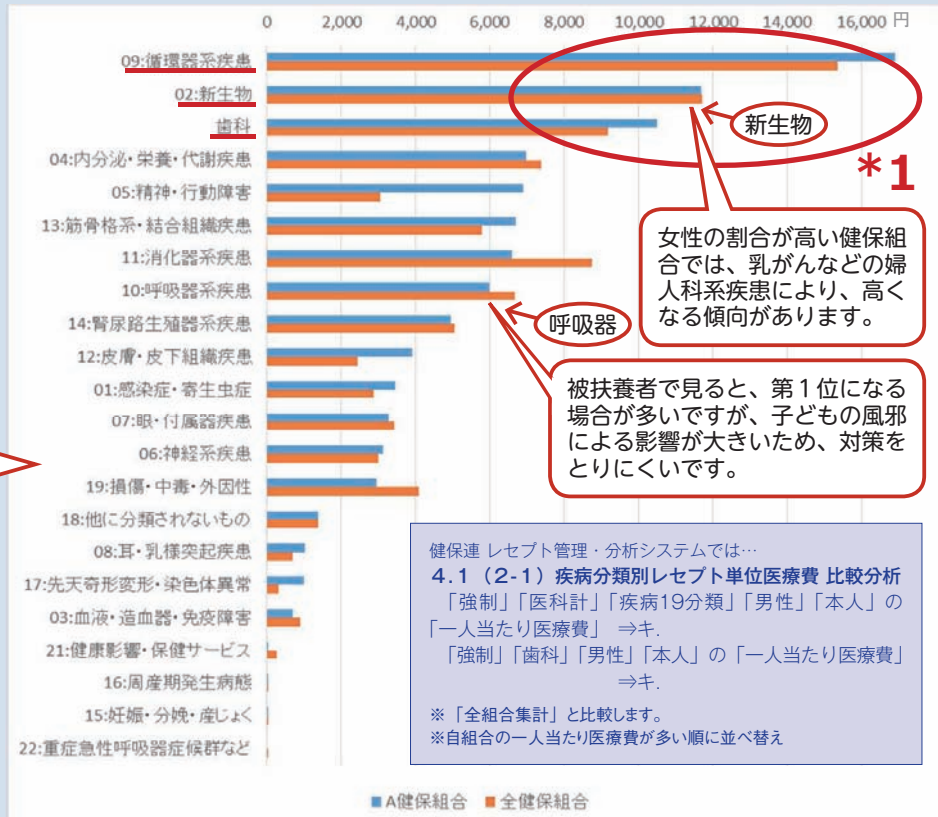 0 2,000 4,000 6,000 8,000 10,000 12,000 14,000 16,000 円
09:循環器系疾患
02:新生物
歯科
04:内分泌・栄養・代謝疾患
05:精神・行動障害
13:筋骨格系・結合組織疾患
11:消化器系疾患
10:呼吸器系疾患
14:腎尿路生殖器系疾患
12:皮膚・皮下組織疾患
01:感染症・寄生虫症
07:眼・付属器疾患
06:神経系疾患
19:損傷・中毒・外因性
18:他に分類されないもの
08:耳・乳様突起疾患
17:先天奇形変形・染色体異常
03:血液・造血器・免疫障害
21:健康影響・保健サービス
16:周産期発生病態
15:妊娠・分娩・産じょく
22:重症急性呼吸器症候群など
新生物
*1
女性の割合が高い健保組
合では、乳がんなどの婦
人科系疾患により、高く
なる傾向があります。
呼吸器
被扶養者で見ると、第1位になる
場合が多いですが、子どもの風邪
による影響が大きいため、対策を
とりにくいです。
健保連 レセプト管理・分析システムでは…
4.1（2-1）疾病分類別レセプト単位医療費 比較分析
「強制」「医科計」「疾病19分類」「男性」「本人」の
「一人当たり医療費」 ⇒キ.
「強制」「歯科」「男性」「本人」の「一人当たり医療費」
⇒キ.
※「全組合集計」と比較します。
※自組合の一人当たり医療費が多い順に並べ替え
■A健保組合 ■全健保組合